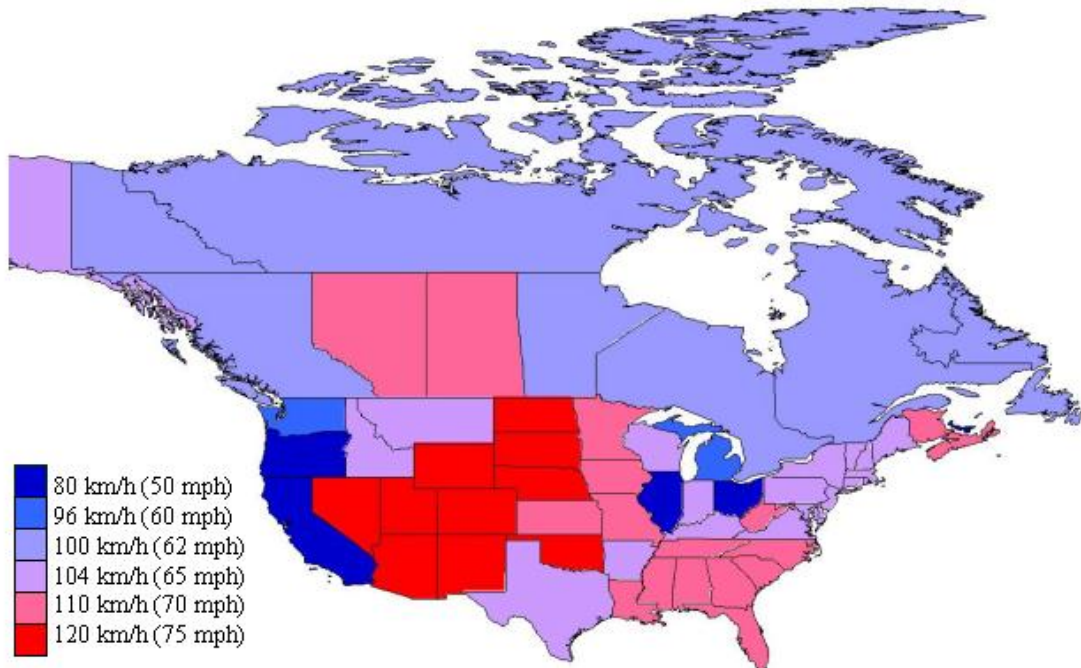 80 km/h (50 mph)
96 km/h (60 mph)
100 km/h (62 mph)
104 km/h (65 mph)
110 km/h (70 mph)
120 km/h (75 mph)